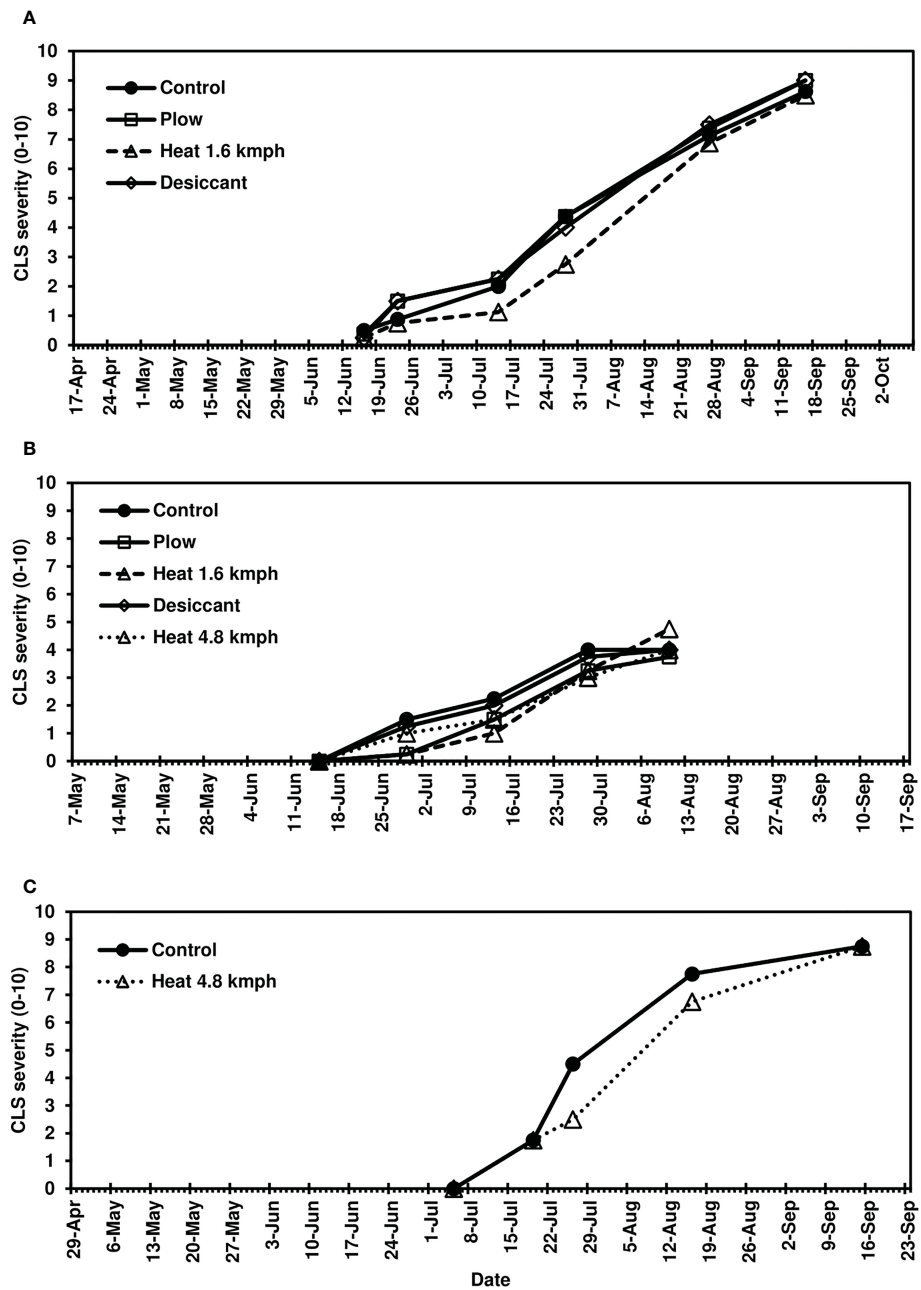 A
10
9
8
7
6
5
4
3
2
1
0
CLS severity (0-10)
Control
Plow
Heat 1.6 kmph
Desiccant
17-Apr
24-Apr
1-May
8-May
15-May
22-May
29-May
5-Jun
12-Jun
19-Jun
26-Jun
3-Jul
10-Jul
17-Jul
24-Jul
31-Jul
7-Aug
14-Aug
21-Aug
28-Aug
4-Sep
11-Sep
18-Sep
25-Sep
2-Oct
B
10
9
8
7
6
5
4
3
2
1
0
CLS severity (0-10)
Control
Plow
Heat 1.6 kmph
Desiccant
Heat 4.8 kmph
7-May
14-May
21-May
28-May
4-Jun
11-Jun
18-Jun
25-Jun
2-Jul
9-Jul
16-Jul
23-Jul
30-Jul
6-Aug
13-Aug
20-Aug
27-Aug
3-Sep
10-Sep
17-Sep
C
10
9
8
7
6
5
4
3
2
1
0
CLS severity (0-10)
Control
Heat 4.8 kmph
29-Apr
6-May
13-May
20-May
27-May
3-Jun
10-Jun
17-Jun
24-Jun
1-Jul
8-Jul
15-Jul
22-Jul
29-Jul
5-Aug
12-Aug
19-Aug
26-Aug
2-Sep
9-Sep
16-Sep
23-Sep
Date